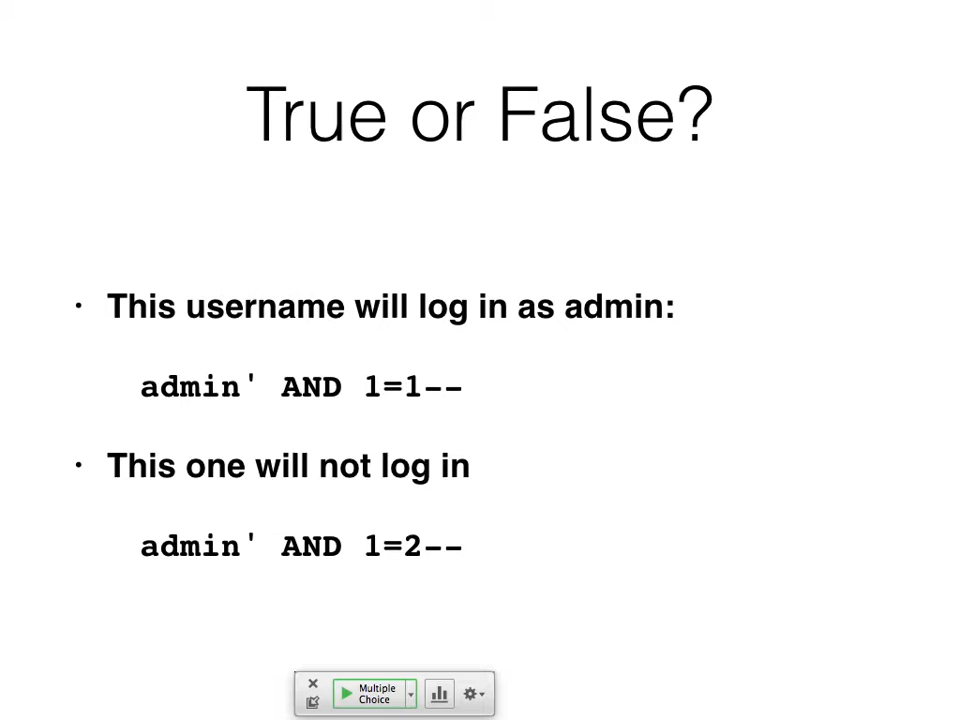 True or False?
• This username will log in as admin:
admin' AND 1=1--
• This one will not log in
admin' AND 1=2--
Multiple
Choice